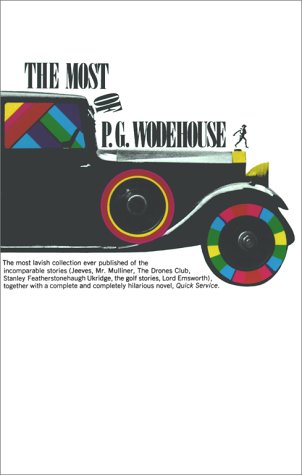 THE MOST
OF
P.G. WODEHOUSE
The most lavish collection ever published of the
incomparable stories (Jeeves, Mr. Mulliner, The Drones Club,
Stanley Featherstonehaugh Ukridge, the golf stories, Lord Emsworth),
together with a complete and completely hilarious novel, Quick Service.